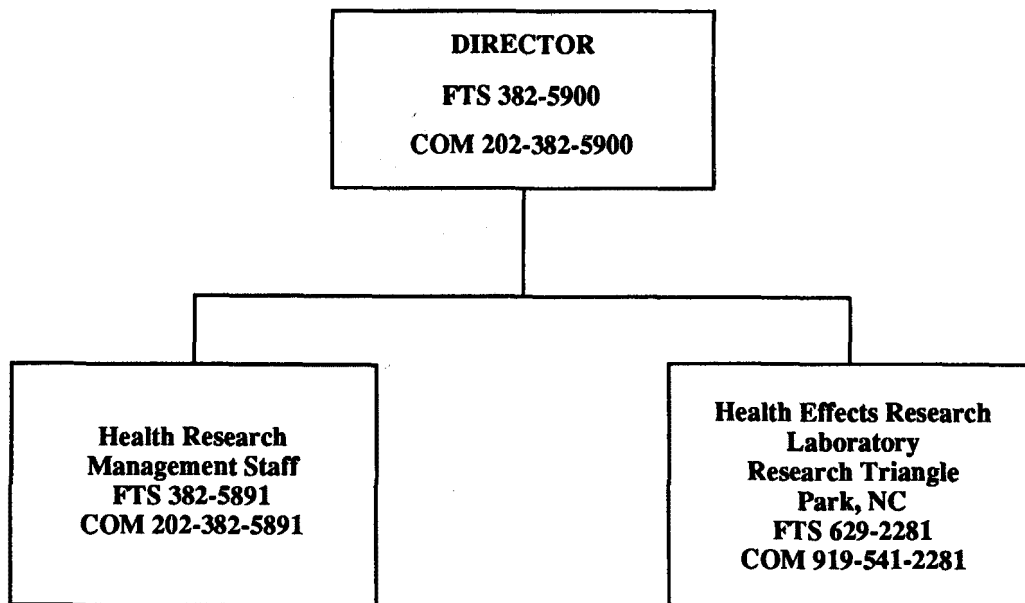 DIRECTOR
FTS 382-5900
COM 202-382-5900
Health Research
Management Staff
FTS 382-5891
COM 202-382-5891
Health Effects Research
Laboratory
Research Triangle
Park, NC
FTS 629-2281
COM 919-541-2281